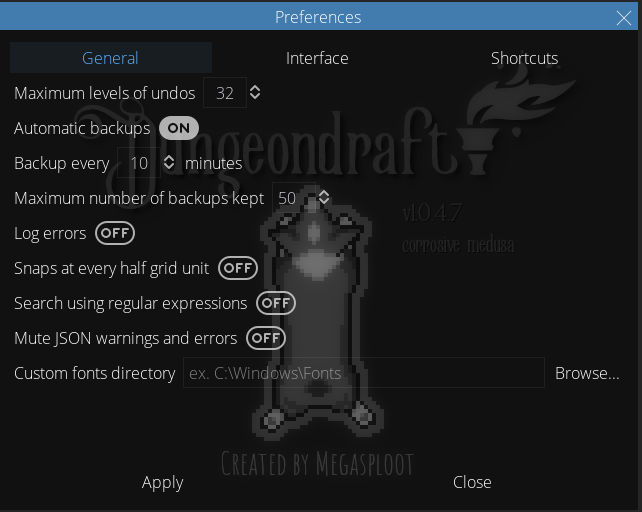 Preferences
General Interface Shortcuts
Maximum levels of undos 32
Automatic backups ON
Backup every 10 minutes
Maximum number of backups kept 50
Log errors OFF
Snaps at every half grid unit OFF
Search using regular expressions OFF
Mute JSON warnings and errors OFF
Custom fonts directory ex. C:\Windows\Fonts Browse...
Dungeondraft
v1.0.4.7
corrosive medusa
Created by Megasploot
Apply Close